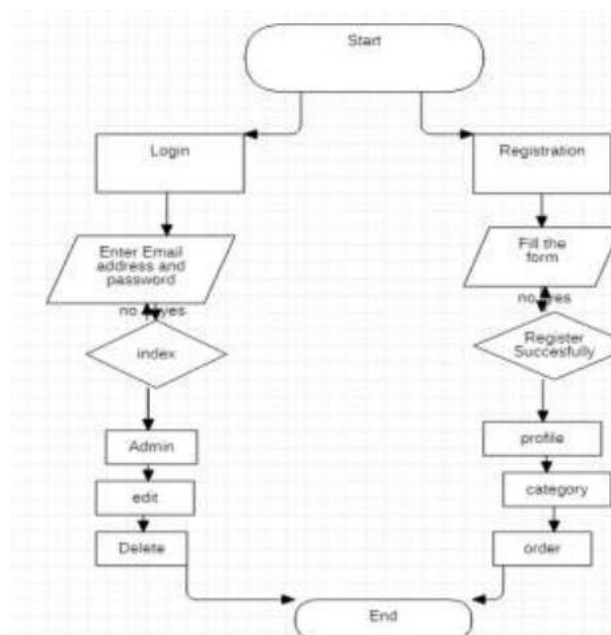 Start
Login
Registration
Enter Email
address and
password
Fill the
form
no yes
no yes
index
Register
Succesfully
Admin
profile
edit
category
Delete
order
End